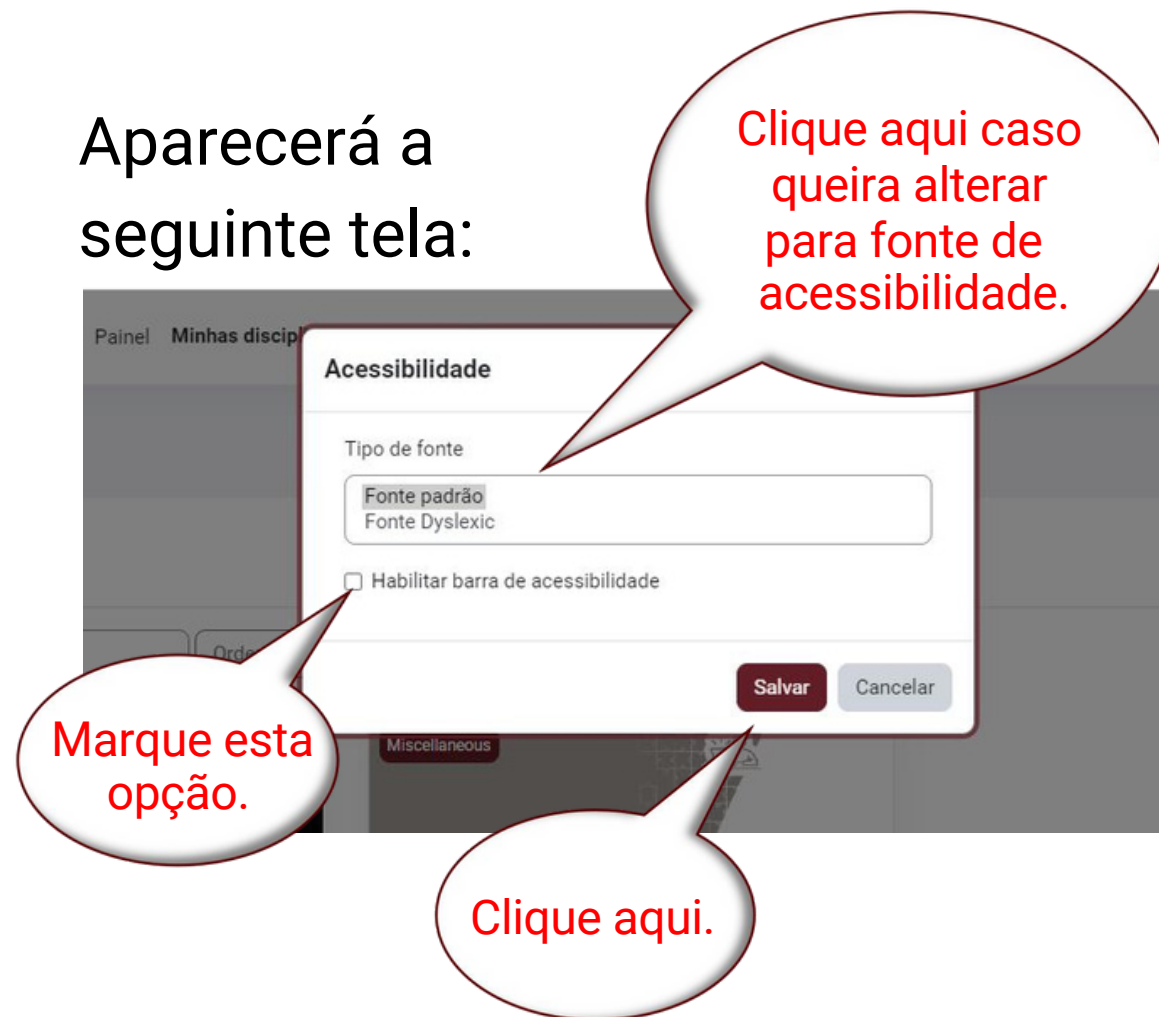 Aparecerá a
seguinte tela:
Clique aqui caso
queira alterar
para fonte de
acessibilidade.
Painel Minhas discipl
Acessibilidade
Tipo de fonte
Fonte padrão
Fonte Dyslexic
Habilitar barra de acessibilidade
Orde
Salvar Cancelar
Marque esta
opção.
Miscellaneous
Clique aqui.